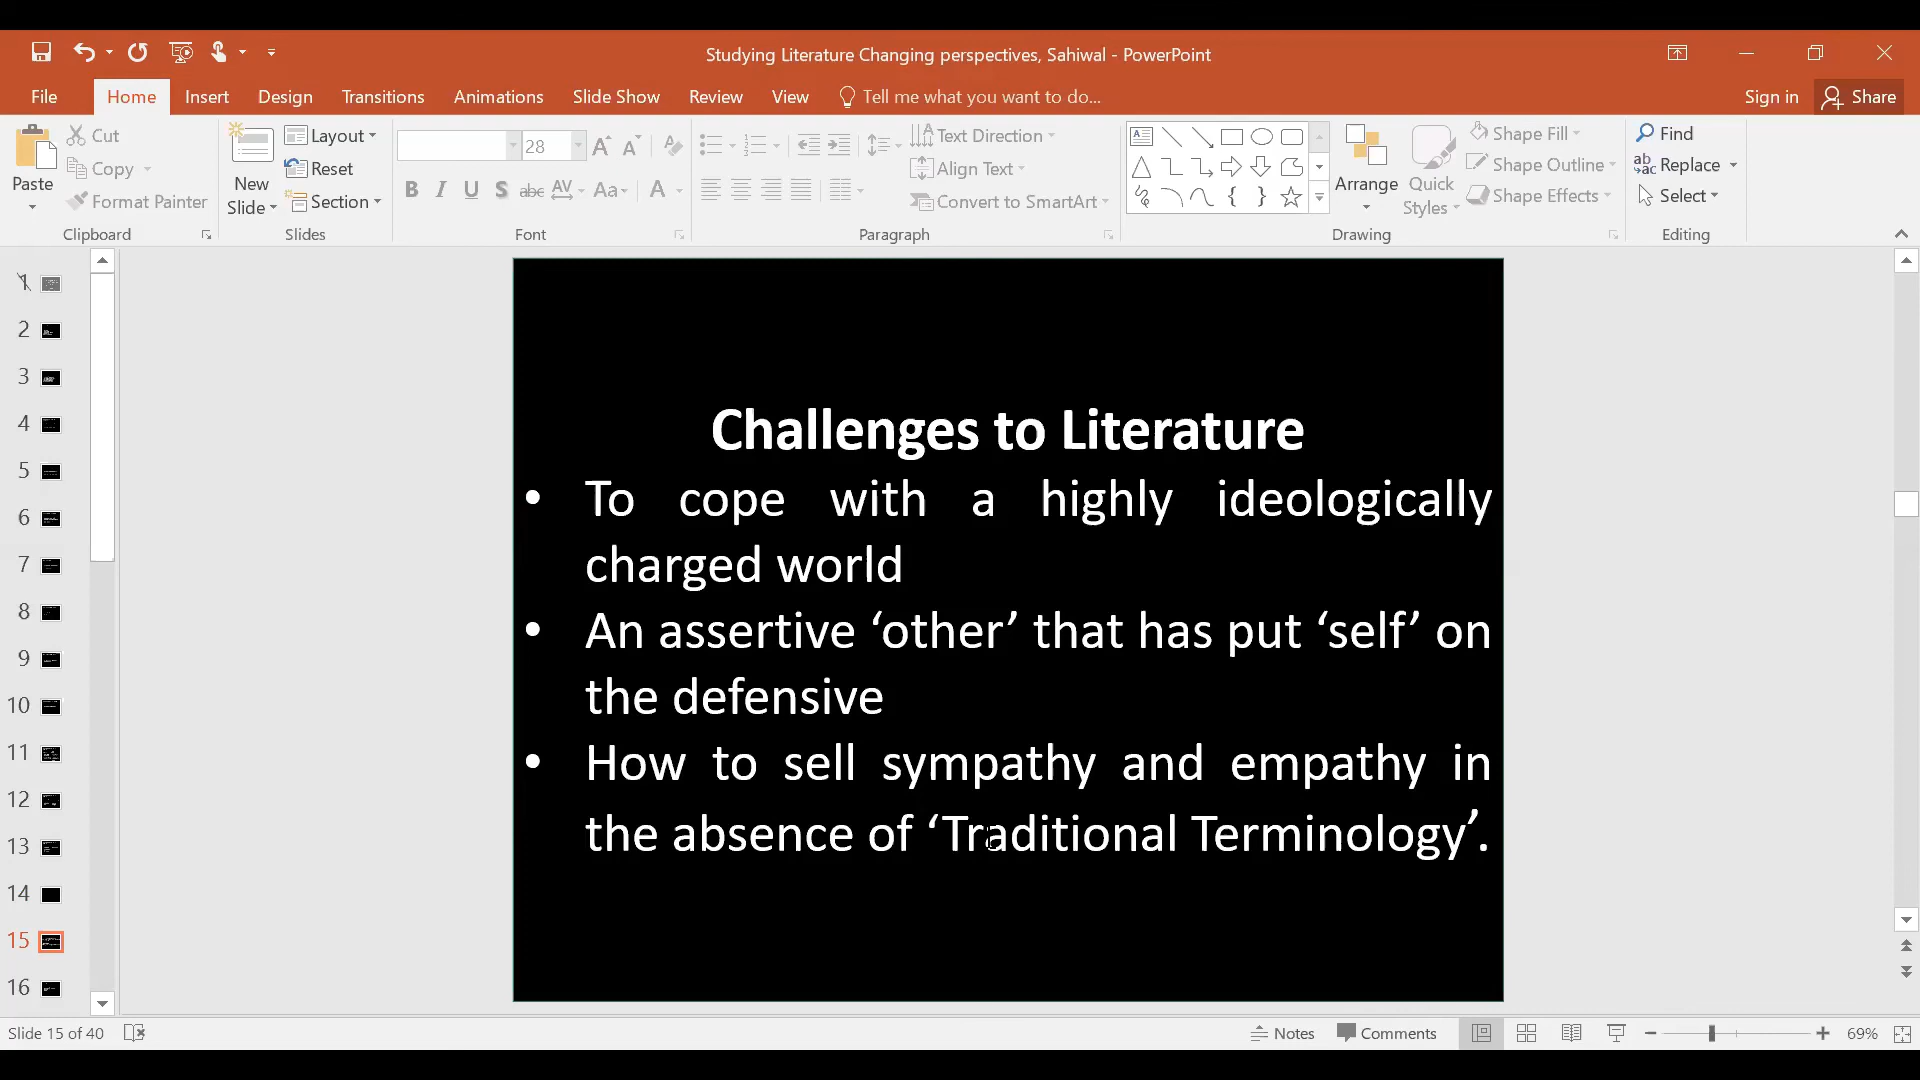 Studying Literature Changing perspectives, Sahiwal - PowerPoint
File Home Insert Design Transitions Animations Slide Show Review View Tell me what you want to do... Sign in Share
Paste
Cut
Copy
Format Painter
Clipboard
New Slide
Layout
Reset
Section
Slides
28
B I U S abc AV Aa A
Font
Text Direction
Align Text
Convert to SmartArt
Paragraph
Arrange
Quick Styles
Shape Fill
Shape Outline
Shape Effects
Drawing
Find
Replace
Select
Editing
1
2
3
4
5
6
7
8
9
10
11
12
13
14
15
16
Challenges to Literature
• To cope with a highly ideologically
charged world
• An assertive ‘other’ that has put ‘self’ on
the defensive
• How to sell sympathy and empathy in
the absence of ‘Traditional Terminology’.
Slide 15 of 40 Notes Comments 69%